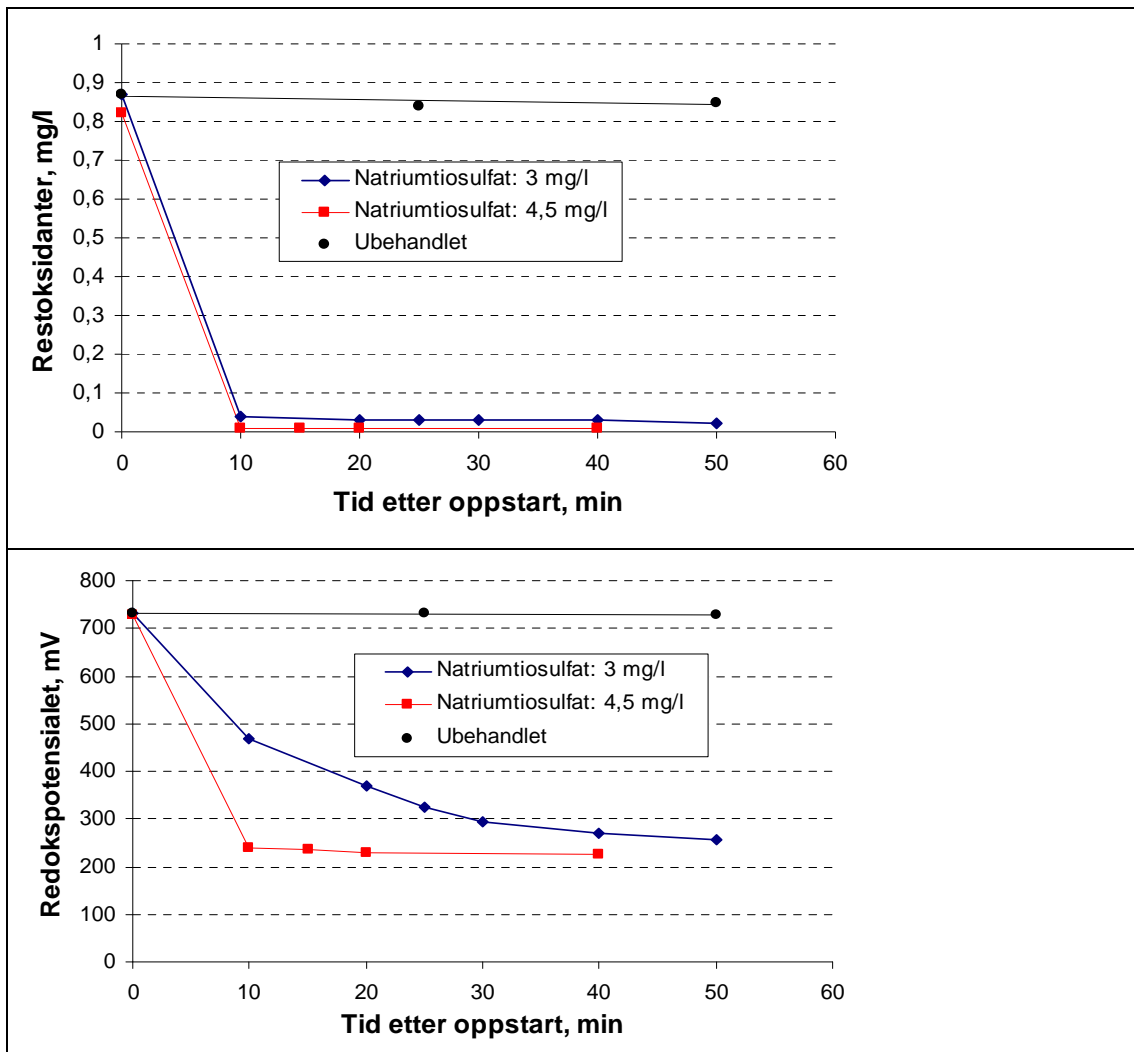 1
0,9
0,8
0,7
0,6
0,5
0,4
0,3
0,2
0,1
0
Restoksidanter, mg/l
Natriumtiosulfat: 3 mg/l
Natriumtiosulfat: 4,5 mg/l
Ubehandlet
0 10 20 30 40 50 60
Tid etter oppstart, min
800
700
600
500
400
300
200
100
0
Redokspotensialet, mV
Natriumtiosulfat: 3 mg/l
Natriumtiosulfat: 4,5 mg/l
Ubehandlet
0 10 20 30 40 50 60
Tid etter oppstart, min